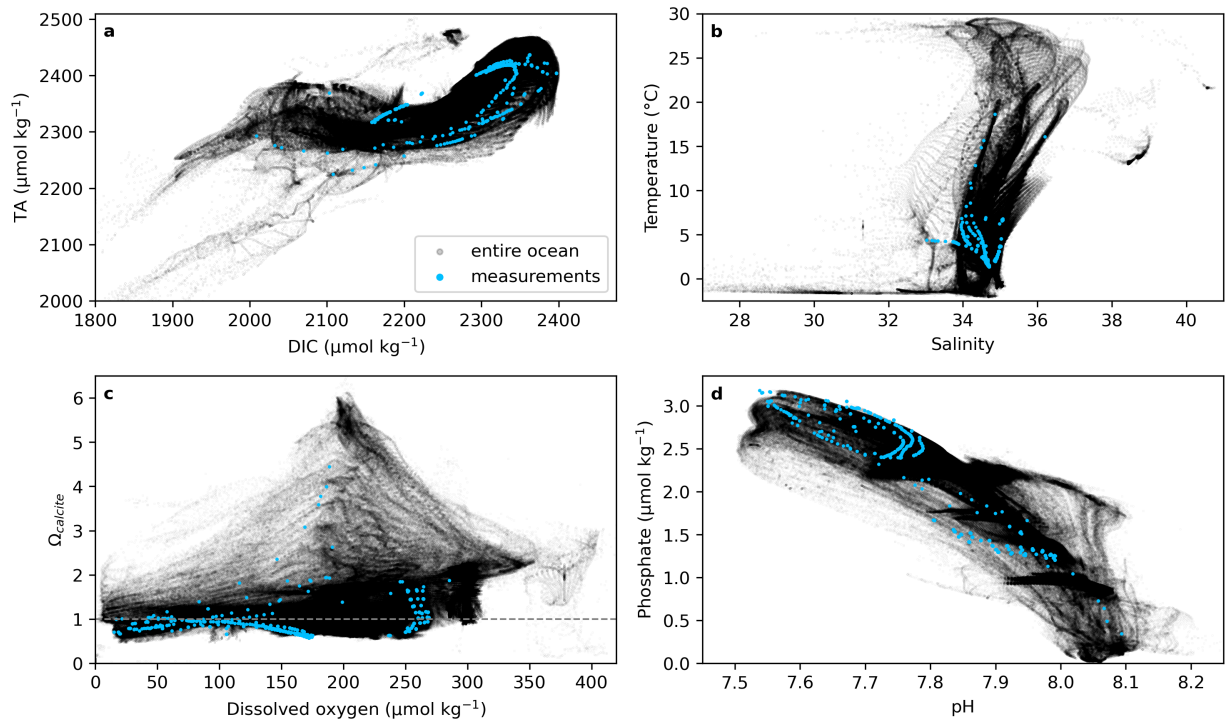 a
2500
2400
2300
2200
2100
2000
TA (µmol kg⁻¹)
entire ocean
measurements
1800 1900 2000 2100 2200 2300 2400
DIC (µmol kg⁻¹)
b
30
25
20
15
10
5
0
Temperature (°C)
28 30 32 34 36 38 40
Salinity
c
6
5
4
3
2
1
0
Ωcalcite
0 50 100 150 200 250 300 350 400
Dissolved oxygen (µmol kg⁻¹)
d
3.0
2.5
2.0
1.5
1.0
0.5
0.0
Phosphate (µmol kg⁻¹)
7.5 7.6 7.7 7.8 7.9 8.0 8.1 8.2
pH